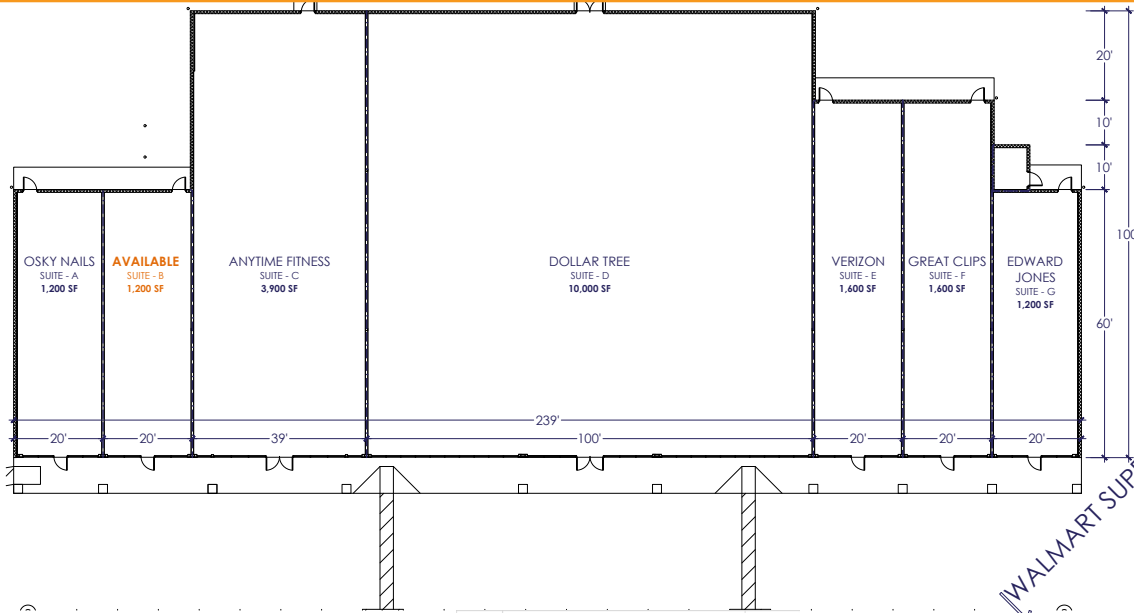 20'
10'
10'
100
60'
OSKY NAILS
SUITE - A
1,200 SF
AVAILABLE
SUITE - B
1,200 SF
ANYTIME FITNESS
SUITE - C
3,900 SF
DOLLAR TREE
SUITE - D
10,000 SF
VERIZON
SUITE - E
1,600 SF
GREAT CLIPS
SUITE - F
1,600 SF
EDWARD
JONES
SUITE - G
1,200 SF
239'
20'
20'
39'
100'
20'
20'
20'
WALMART SUP